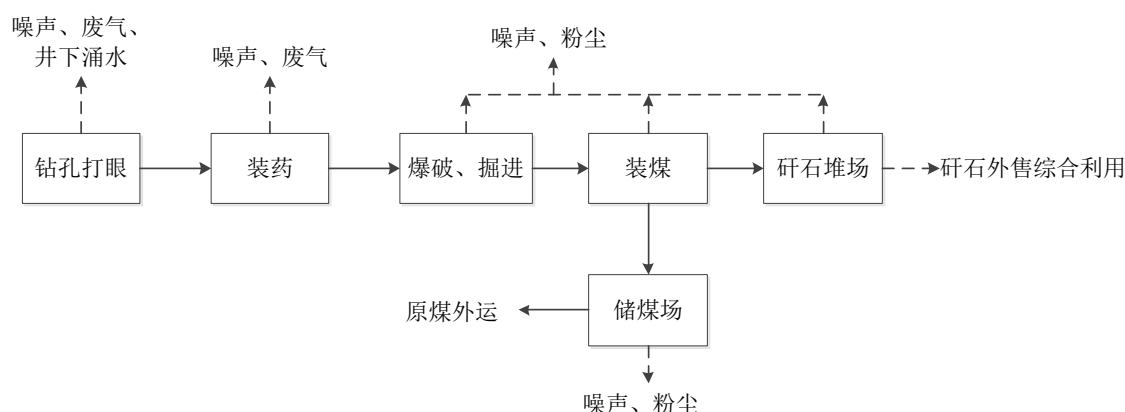 噪声、废气、
井下涌水
噪声、废气
噪声、粉尘
钻孔打眼
装药
爆破、掘进
装煤
矸石堆场
矸石外售综合利用
原煤外运
储煤场
噪声、粉尘